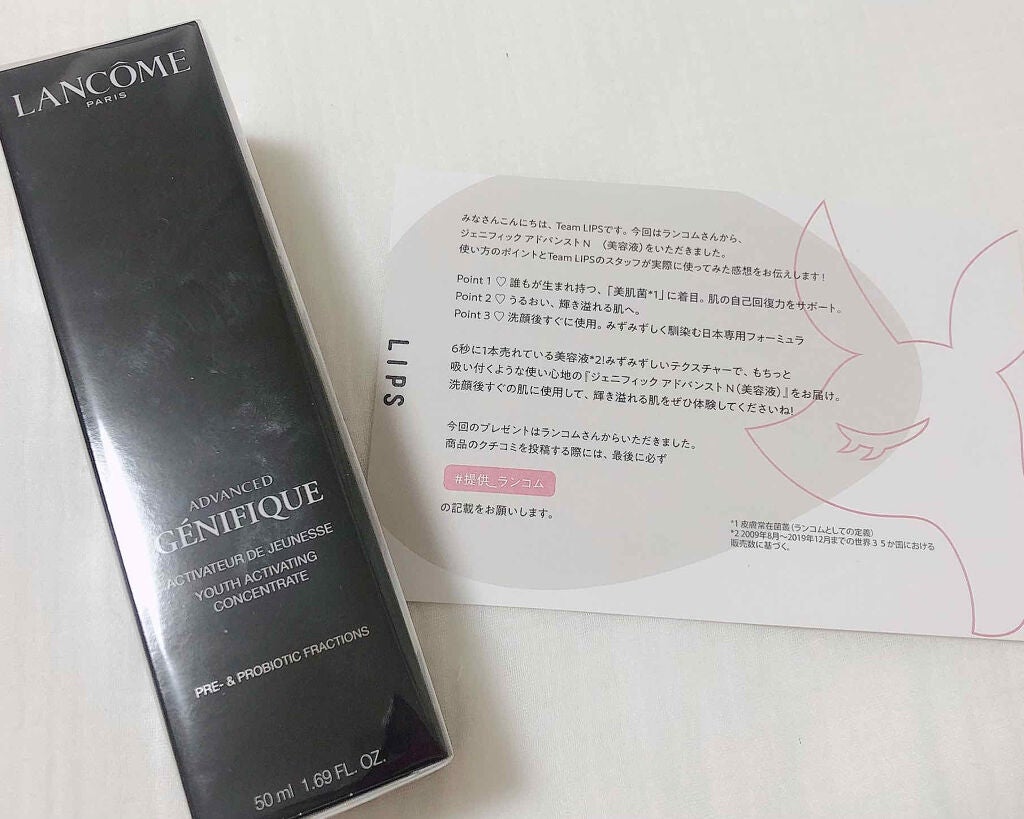 LANCÔME
PARIS
ADVANCED
GÉNIFIQUE
ACTIVATEUR DE JEUNESSE
YOUTH ACTIVATING
CONCENTRATE
PRE- & PROBIOTIC FRACTIONS
50 ml 1.69 FL. OZ.
LIPS
みなさんこんにちは、Team LIPSです。今回はランコムさんから、
ジェニフィック アドバンストN （美容液）をいただきました。
使い方のポイントとTeam LIPSのスタッフが実際に使ってみた感想をお伝えします！
Point 1 ♡ 誰もが生まれ持つ、「美肌菌*1」に着目。肌の自己回復力をサポート。
Point 2 ♡ うるおい、輝き溢れる肌へ。
Point 3 ♡ 洗顔後すぐに使用。みずみずしく馴染む日本専用フォーミュラ
6秒に1本売れている美容液*2!みずみずしいテクスチャーで、もちっと
吸い付くような使い心地の『ジェニフィック アドバンストN（美容液）』をお届け。
洗顔後すぐの肌に使用して、輝き溢れる肌をぜひ体験してくださいね!
今回のプレゼントはランコムさんからいただきました。
商品のクチコミを投稿する際には、最後に必ず
#提供_ランコム
の記載をお願いします。
*1 皮膚常在菌叢（ランコムとしての定義）
*2 2009年8月～2019年12月までの世界３５か国における
販売数に基づく。